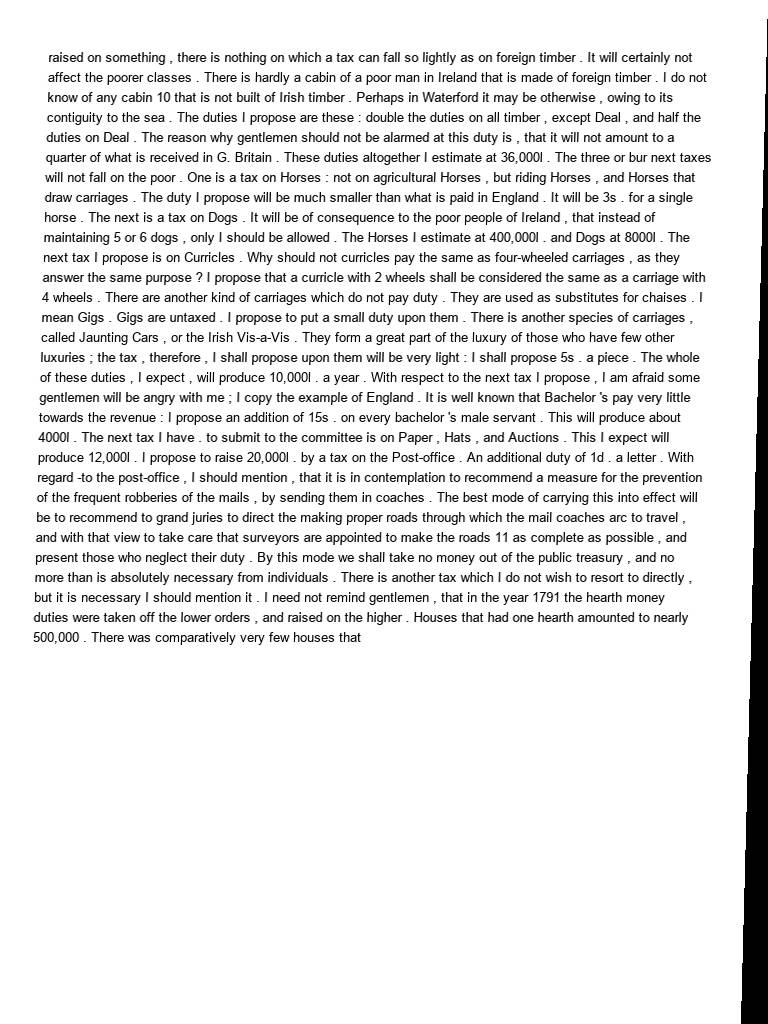 raised on something , there is nothing on which a tax can fall so lightly as on foreign timber . It will certainly not
affect the poorer classes . There is hardly a cabin of a poor man in Ireland that is made of foreign timber . I do not
know of any cabin 10 that is not built of Irish timber . Perhaps in Waterford it may be otherwise , owing to its
contiguity to the sea . The duties I propose are these : double the duties on all timber , except Deal , and half the
duties on Deal . The reason why gentlemen should not be alarmed at this duty is , that it will not amount to a
quarter of what is received in G. Britain . These duties altogether I estimate at 36,000l . The three or bur next taxes
will not fall on the poor . One is a tax on Horses : not on agricultural Horses , but riding Horses , and Horses that
draw carriages . The duty I propose will be much smaller than what is paid in England . It will be 3s . for a single
horse . The next is a tax on Dogs . It will be of consequence to the poor people of Ireland , that instead of
maintaining 5 or 6 dogs , only I should be allowed . The Horses I estimate at 400,000l . and Dogs at 8000l . The
next tax I propose is on Curricles . Why should not curricles pay the same as four-wheeled carriages , as they
answer the same purpose ? I propose that a curricle with 2 wheels shall be considered the same as a carriage with
4 wheels . There are another kind of carriages which do not pay duty . They are used as substitutes for chaises . I
mean Gigs . Gigs are untaxed . I propose to put a small duty upon them . There is another species of carriages ,
called Jaunting Cars , or the Irish Vis-a-Vis . They form a great part of the luxury of those who have few other
luxuries ; the tax , therefore , I shall propose upon them will be very light : I shall propose 5s . a piece . The whole
of these duties , I expect , will produce 10,000l . a year . With respect to the next tax I propose , I am afraid some
gentlemen will be angry with me ; I copy the example of England . It is well known that Bachelor 's pay very little
towards the revenue : I propose an addition of 15s . on every bachelor 's male servant . This will produce about
4000l . The next tax I have . to submit to the committee is on Paper , Hats , and Auctions . This I expect will
produce 12,000l . I propose to raise 20,000l . by a tax on the Post-office . An additional duty of 1d . a letter . With
regard -to the post-office , I should mention , that it is in contemplation to recommend a measure for the prevention
of the frequent robberies of the mails , by sending them in coaches . The best mode of carrying this into effect will
be to recommend to grand juries to direct the making proper roads through which the mail coaches arc to travel ,
and with that view to take care that surveyors are appointed to make the roads 11 as complete as possible , and
present those who neglect their duty . By this mode we shall take no money out of the public treasury , and no
more than is absolutely necessary from individuals . There is another tax which I do not wish to resort to directly ,
but it is necessary I should mention it . I need not remind gentlemen , that in the year 1791 the hearth money
duties were taken off the lower orders , and raised on the higher . Houses that had one hearth amounted to nearly
500,000 . There was comparatively very few houses that